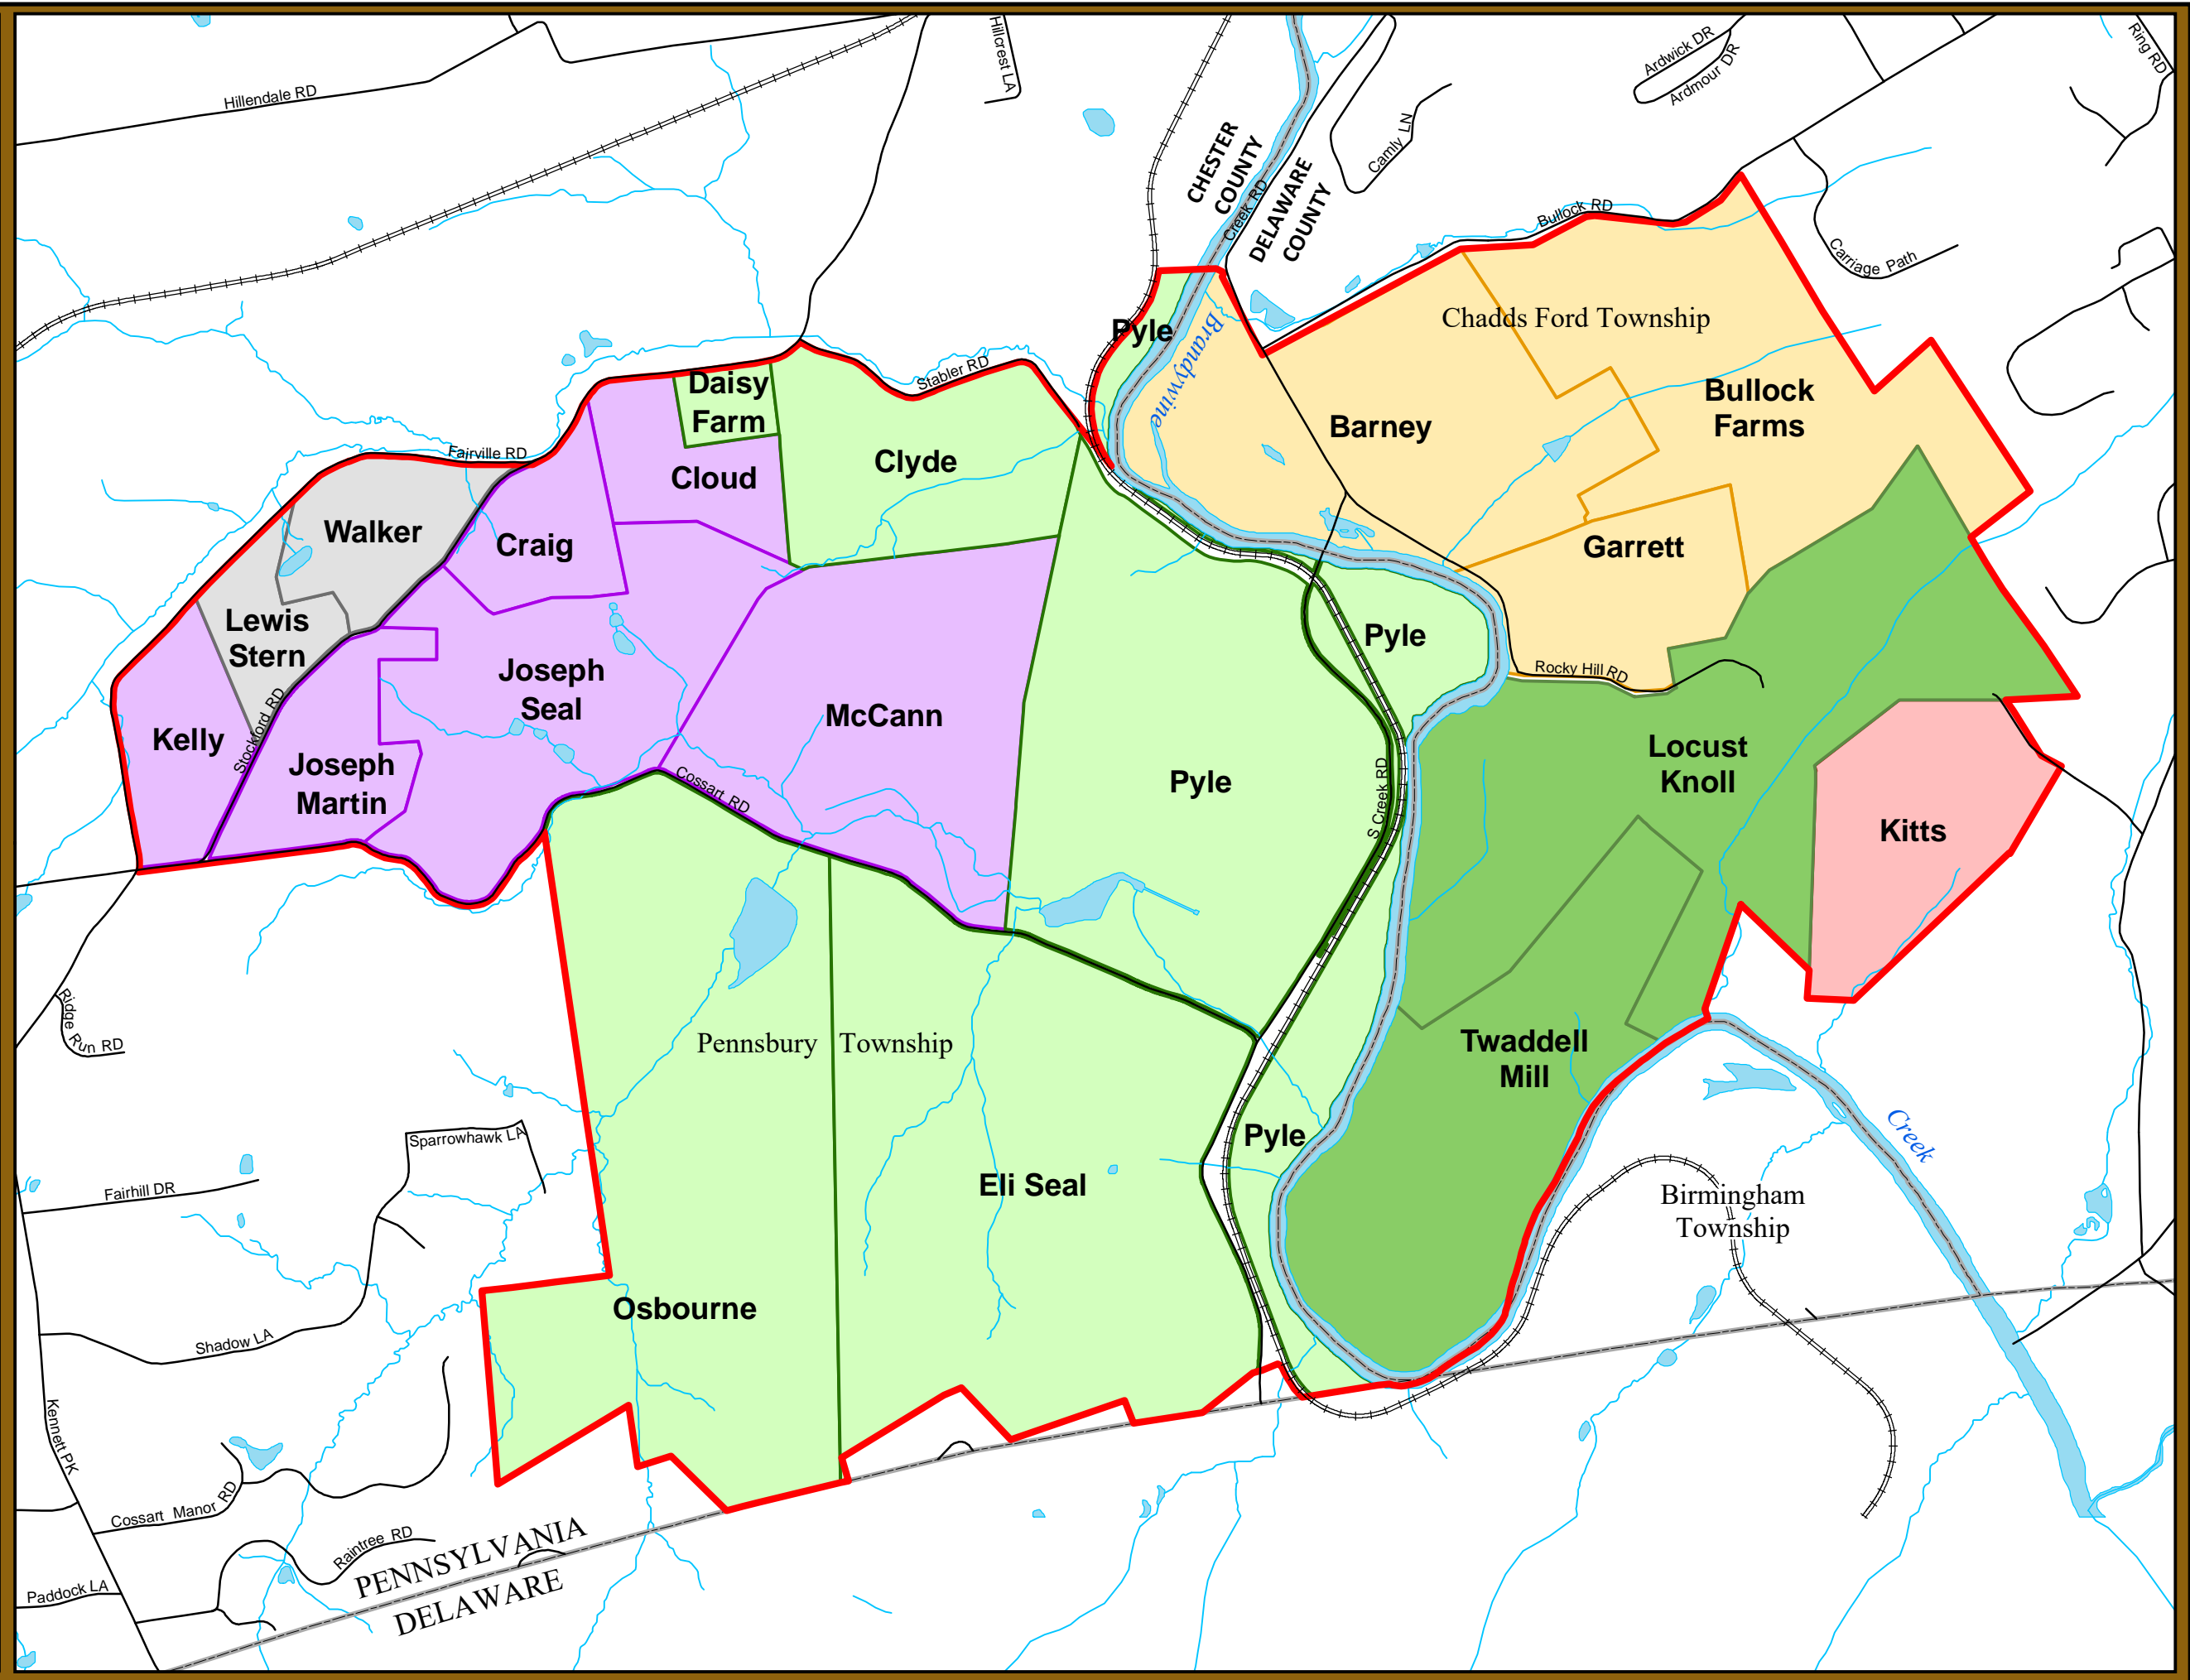 Hillendale RD
Hillcrest LA
Ardwick DR
Ardmour DR
Ring RD
CHESTER
COUNTY
Creek RD
DELAWARE
COUNTY
Camly LN
Bullock RD
Carriage Path
Chadds Ford Township
Pyle
Brandywine
Stabler RD
Daisy
Farm
Bullock
Farms
Barney
Fairville RD
Clyde
Cloud
Walker
Craig
Garrett
Lewis
Stern
Pyle
Rocky Hill RD
Joseph
Seal
McCann
Kelly
Stockford RD
Joseph
Martin
Cossart RD
Pyle
S Creek RD
Locust
Knoll
Kitts
Ridge Run RD
Pennsbury Township
Twaddell
Mill
Creek
Sparrowhawk LA
Pyle
Fairhill DR
Eli Seal
Birmingham
Township
Osbourne
Shadow LA
Kennett PK
Cossart Manor RD
Raintree RD
PENNSYLVANIA
DELAWARE
Paddock LA